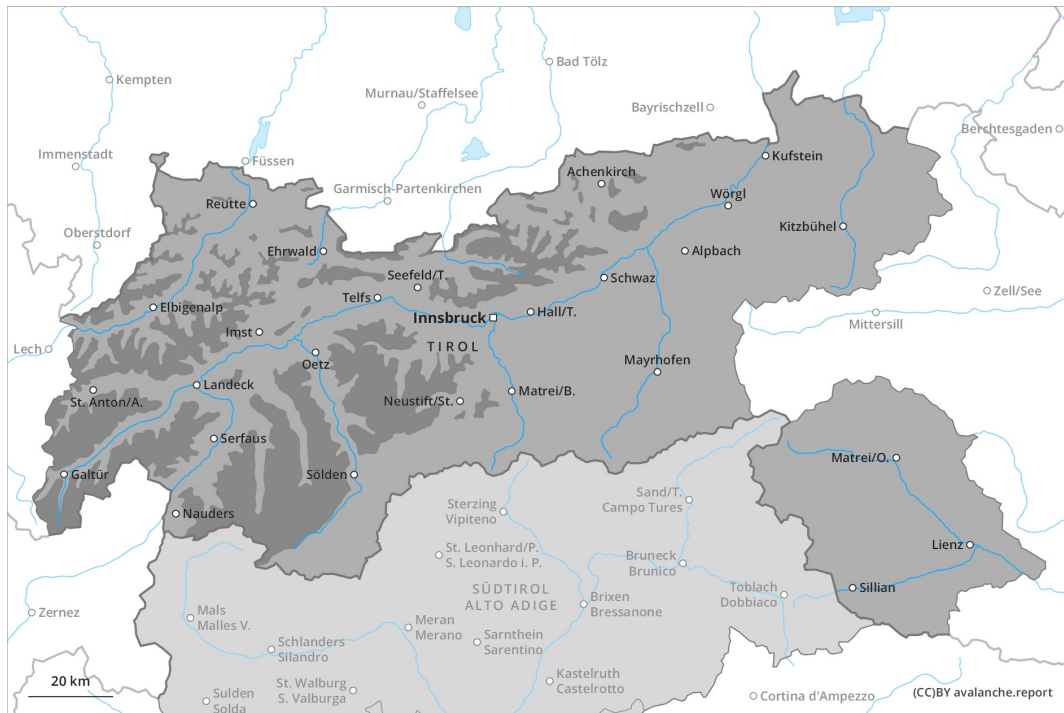 Kempten
Bad Tölz
Murnau/Staffelsee
Bayrischzell
Berchtesgaden
Immenstadt
Füssen
Kufstein
Achenkirch
Garmisch-Partenkirchen
Wörgl
Reutte
Oberstdorf
Kitzbühel
Ehrwald
Alpbach
Seefeld/T.
Schwaz
Zell/See
Telfs
Elbigenalp
Hall/T.
Innsbruck
Mittersill
Imst
TIROL
Lech
Oetz
Mayrhofen
Landeck
Matrei/B.
St. Anton/A.
Neustift/St.
Serfaus
Matrei/O.
Galtür
Sölden
Sand/T.
Campo Tures
Sterzing
Vipiteno
Nauders
Lienz
St. Leonhard/P.
S. Leonardo i. P.
Bruneck
Brunico
Sillian
SÜDTIROL
ALTO ADIGE
Toblach
Dobbiaco
Brixen
Bressanone
Zernez
Mals
Malles V.
Meran
Merano
Sarnthein
Sarentino
Schlanders
Silandro
Kastelruth
Castelrotto
20 km
St. Walburg
S. Valburga
Sulden
Solda
Cortina d'Ampezzo
(CC)BY avalanche.report